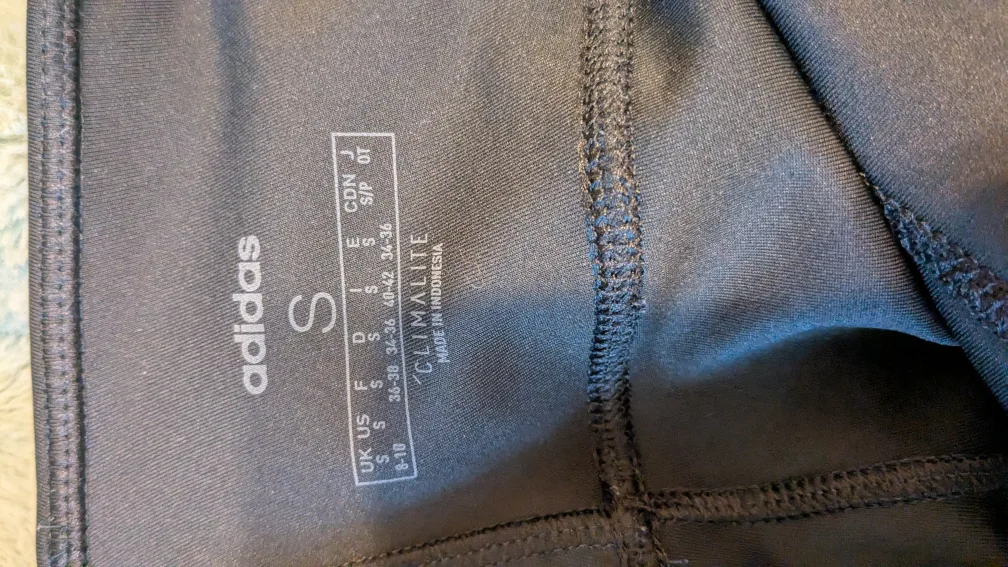 adidas
S
UK US F D I E CDN J
S S S S S S S/P OT
8-10 36-38 34-36 40-42 34-36
CLIMALITE
MADE IN INDONESIA